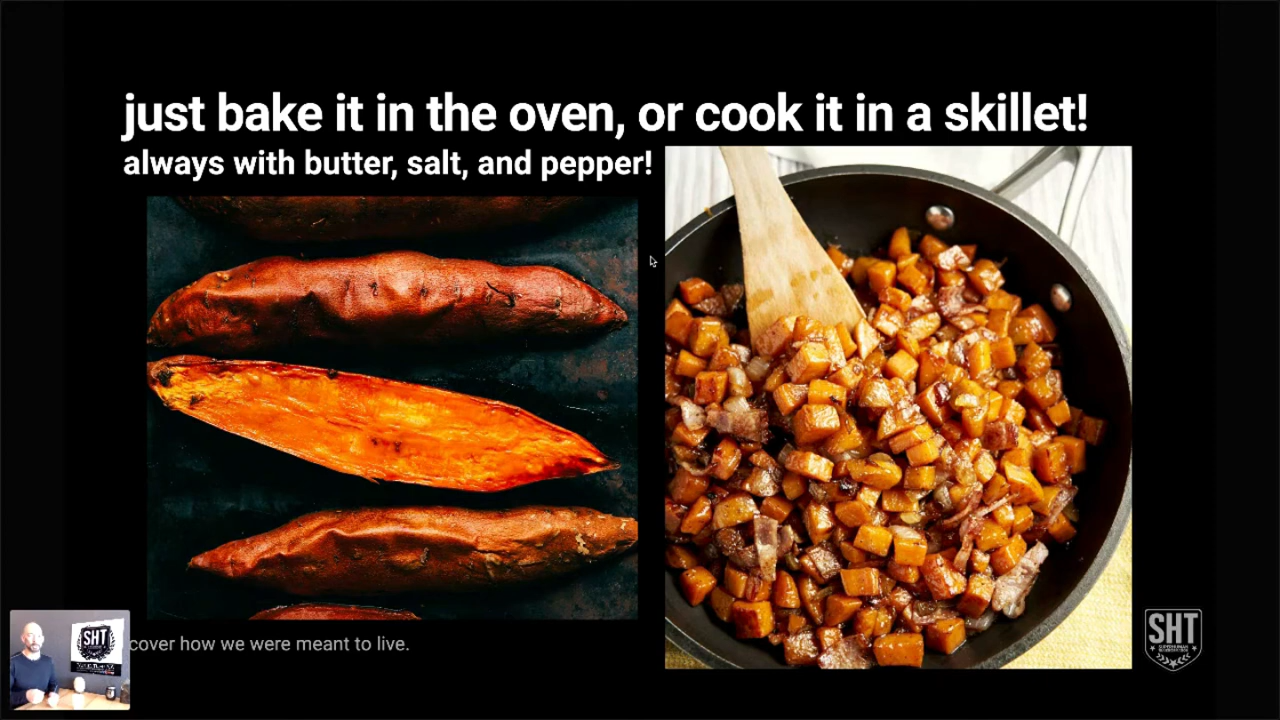 just bake it in the oven, or cook it in a skillet!
always with butter, salt, and pepper!
cover how we were meant to live.
SHT
SHT